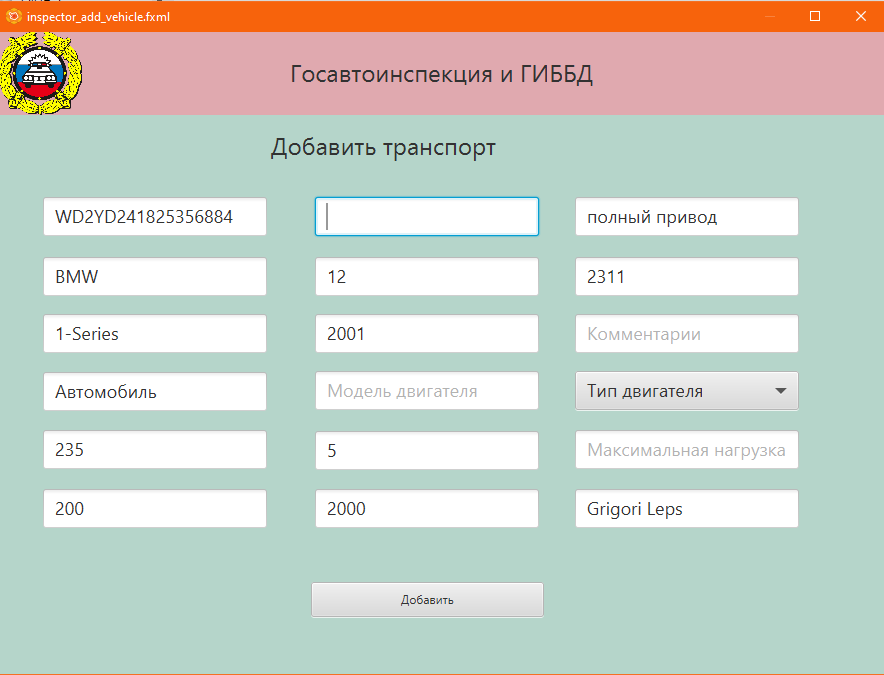 inspector_add_vehicle.fxml
Госавтоинспекция и ГИББД
Добавить транспорт
WD2YD241825356884
полный привод
BMW
12
2311
1-Series
2001
Комментарии
Автомобиль
Модель двигателя
Тип двигателя
235
5
Максимальная нагрузка
200
2000
Grigori Leps
Добавить